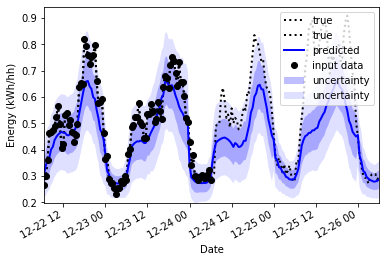 0.9
0.8
0.7
0.6
0.5
0.4
0.3
0.2
Energy (kWh/hh)
true
true
predicted
input data
uncertainty
uncertainty
12-22 12
12-23 00
12-23 12
12-24 00
12-24 12
12-25 00
12-25 12
12-26 00
Date